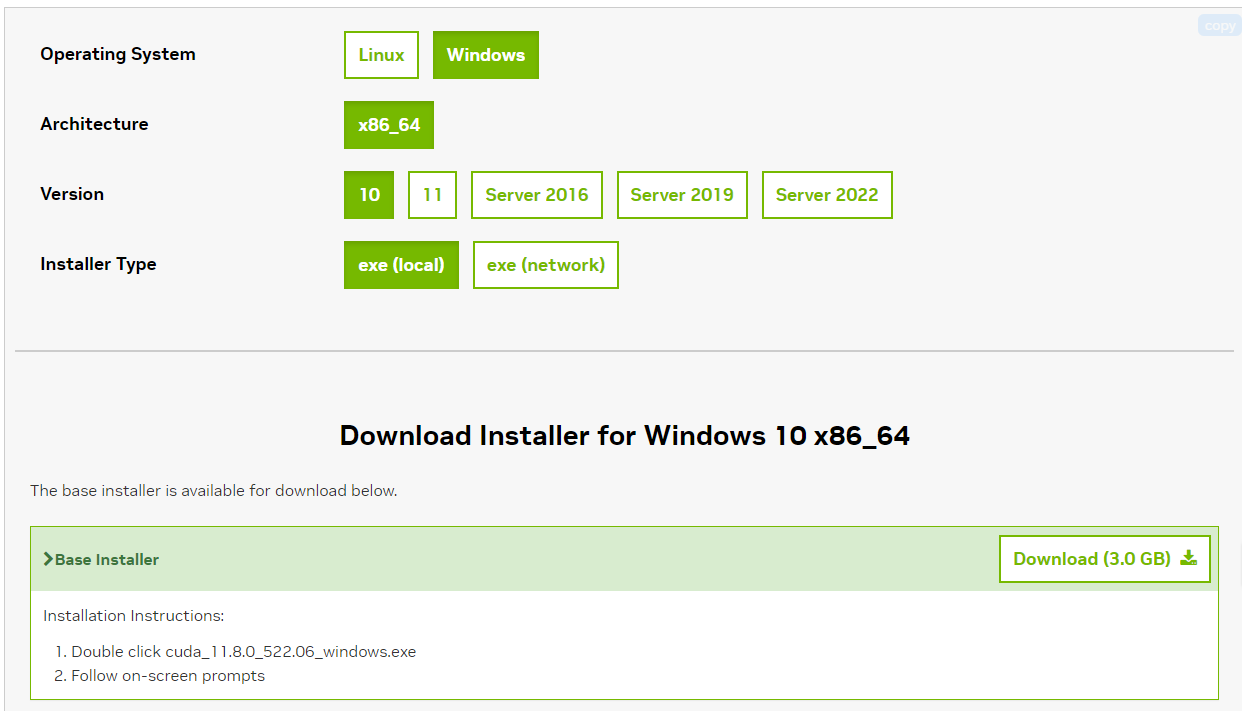 copy
Operating System Linux Windows
Architecture x86_64
Version 10 11 Server 2016 Server 2019 Server 2022
Installer Type exe (local) exe (network)
Download Installer for Windows 10 x86_64
The base installer is available for download below.
Base Installer Download (3.0 GB)
Installation Instructions:
1. Double click cuda_11.8.0_522.06_windows.exe
2. Follow on-screen prompts